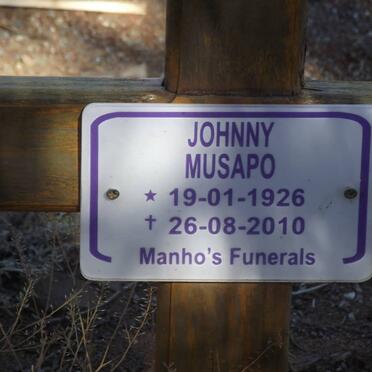 JOHNNY
MUSAPO
★ 19-01-1926
✝ 26-08-2010
Manho's Funerals